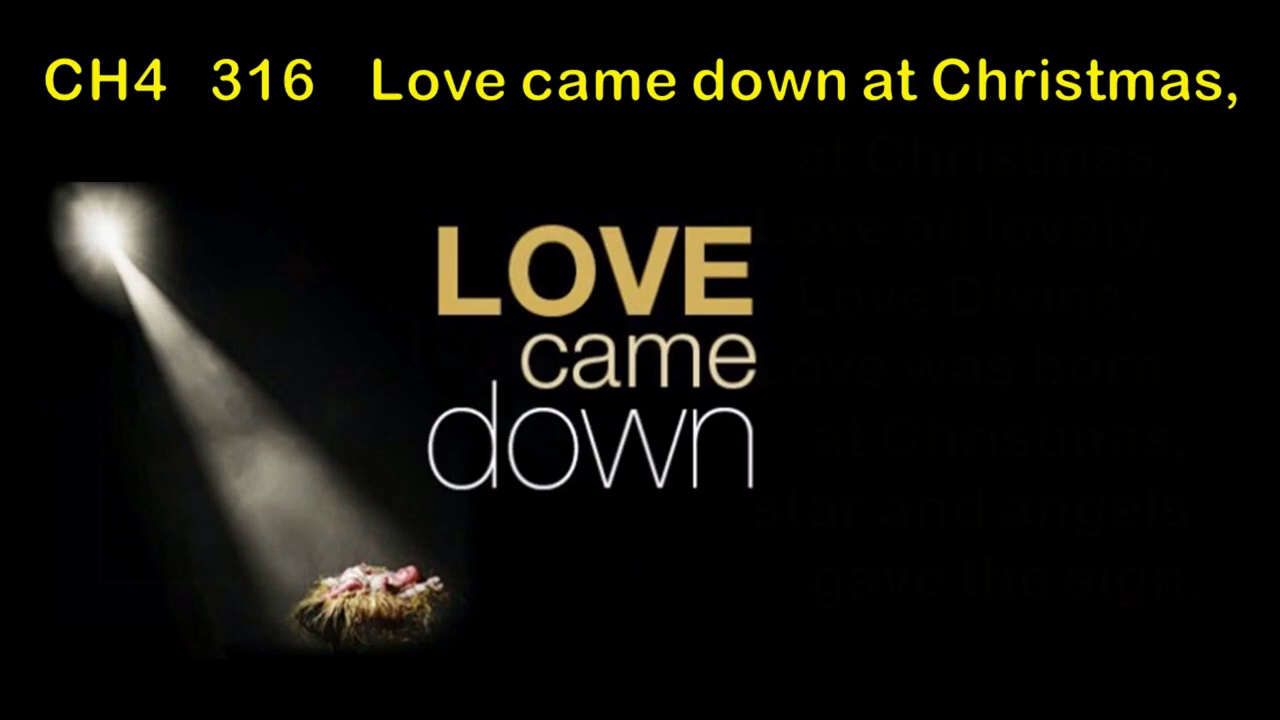 CH4 316 Love came down at Christmas,
at Christmas,
Love all lovely,
Love Divine,
Love was born
at Christmas,
star and angels
gave the sign.
LOVE
came
down